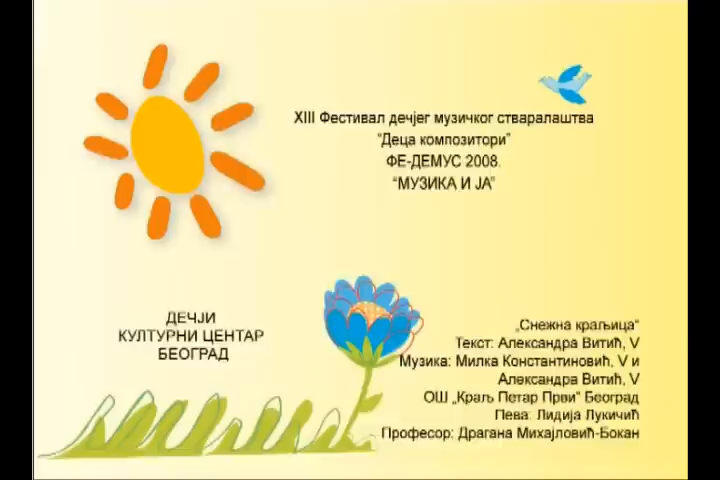 XIII Фестивал дечјег музичког стваралаштва
"Деца композитори"
ФЕ-ДЕМУС 2008.
"МУЗИКА И ЈА"
ДЕЧЈИ
КУЛТУРНИ ЦЕНТАР
БЕОГРАД
„Снежна краљица"
Текст: Александра Витић, V
Музика: Милка Константиновић, V и
Александра Витић, V
ОШ „Краљ Петар Први" Београд
Пева: Лидија Лукичић
Професор: Драгана Михајловић-Бокан